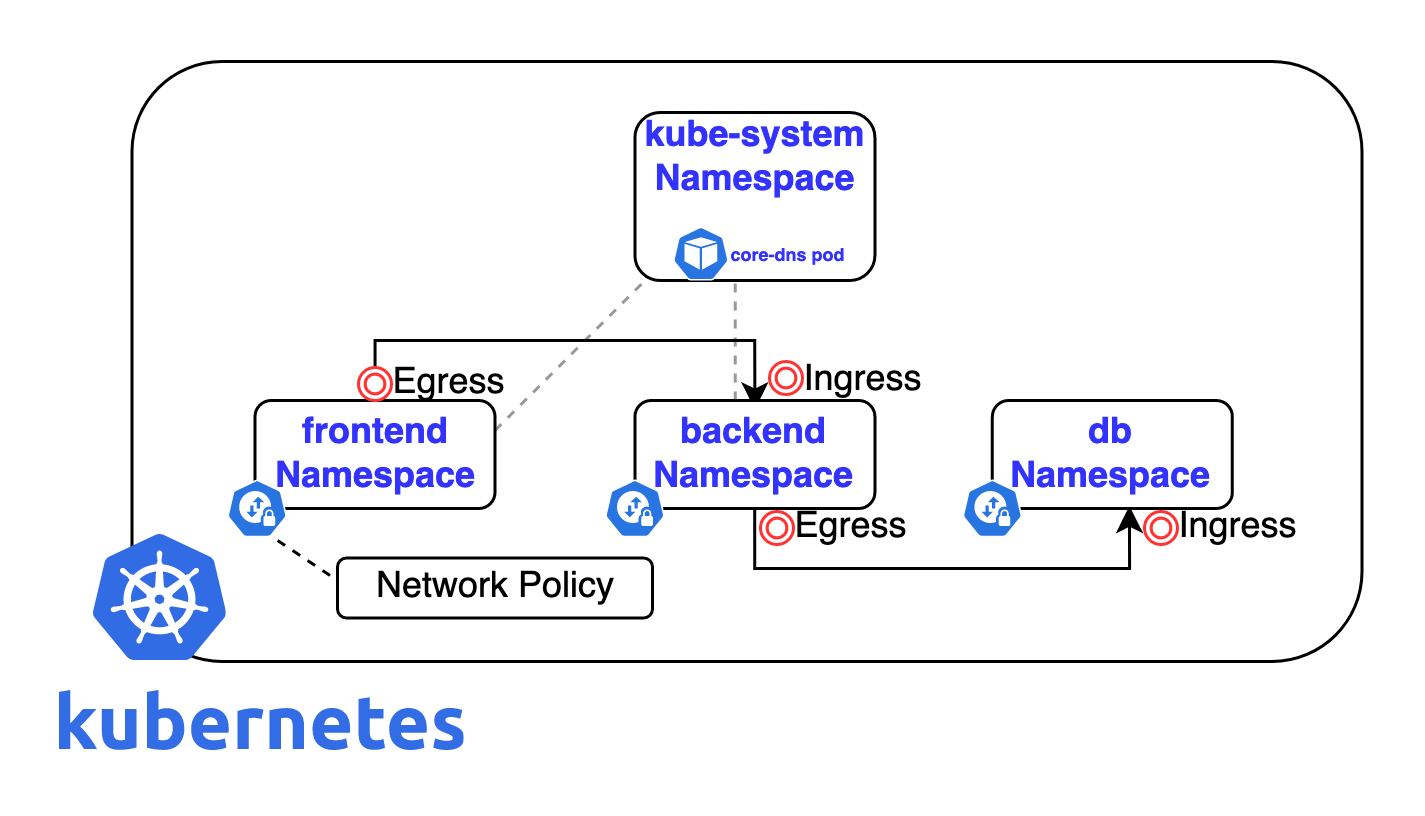 kube-system
Namespace
core-dns pod
Egress
Ingress
frontend
Namespace
backend
Namespace
db
Namespace
Egress
Ingress
Network Policy
kubernetes